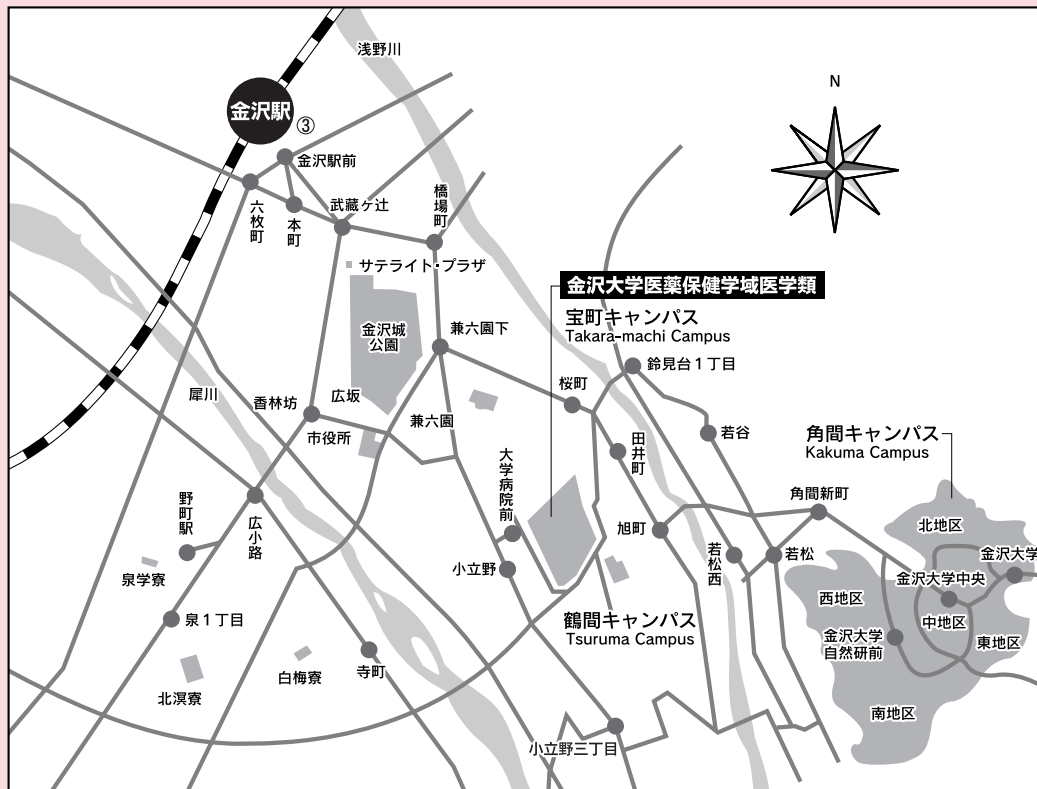 浅野川
N
金沢駅
③
金沢駅前
六枚町
本町
武蔵ヶ辻
橋場町
サテライト・プラザ
金沢大学医薬保健学域医学類
宝町キャンパス
Takara-machi Campus
金沢城
公園
兼六園下
鈴見台1丁目
桜町
犀川
香林坊
広坂
市役所
兼六園
若谷
田井町
角間キャンパス
Kakuma Campus
大学病院前
角間新町
野町駅
広小路
旭町
若松西
若松
北地区
金沢大学
泉学寮
小立野
金沢大学中央
西地区
中地区
鶴間キャンパス
Tsuruma Campus
泉1丁目
金沢大学
自然研前
東地区
白梅寮
寺町
北溟寮
南地区
小立野三丁目